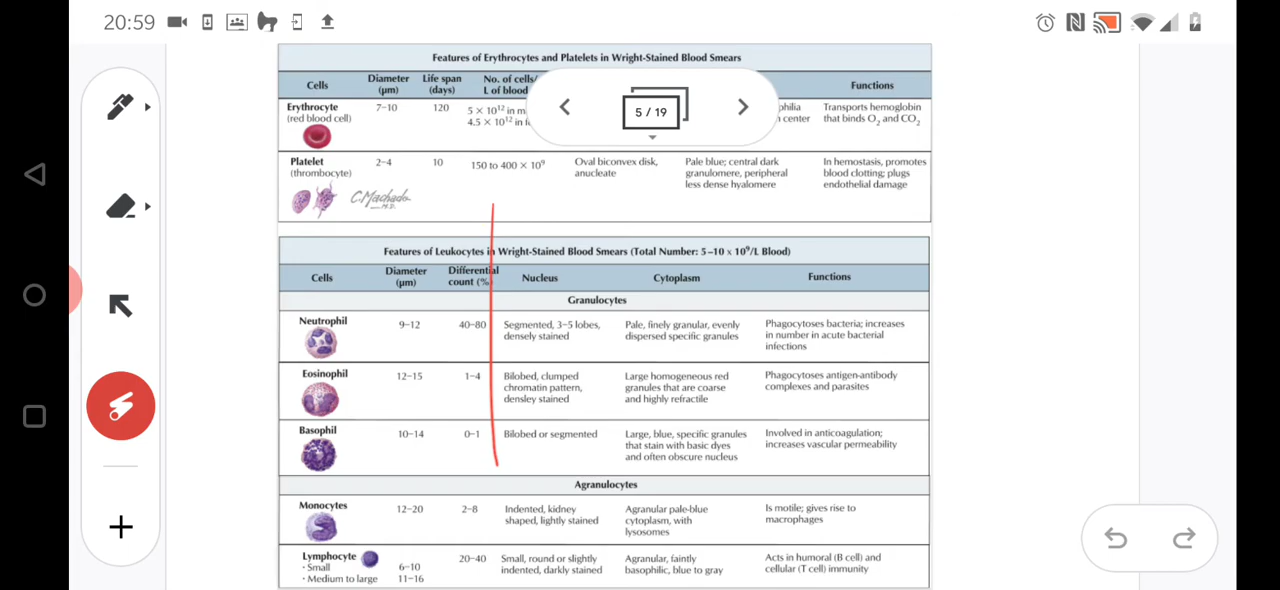 20:59
Features of Erythrocytes and Platelets in Wright-Stained Blood Smears
Cells Diameter (μm) Life span (days) No. of cells/ L of blood Functions
Erythrocyte (red blood cell) 7–10 120 5 × 10¹² in m 4.5 × 10¹² in philia center Transports hemoglobin that binds O₂ and CO₂
5 / 19
Platelet (thrombocyte) 2–4 10 150 to 400 × 10⁹ Oval biconvex disk, anucleate Pale blue; central dark granulomere, peripheral less dense hyalomere In hemostasis, promotes blood clotting; plugs endothelial damage
C. Machado M.D.
Features of Leukocytes in Wright-Stained Blood Smears (Total Number: 5–10 x 10⁹/L Blood)
Cells Diameter (μm) Differential count (% Nucleus Cytoplasm Functions
Granulocytes
Neutrophil 9–12 40–80 Segmented, 3–5 lobes, densely stained Pale, finely granular, evenly dispersed specific granules Phagocytoses bacteria; increases in number in acute bacterial infections
Eosinophil 12–15 1–4 Bilobed, clumped chromatin pattern, densley stained Large homogeneous red granules that are coarse and highly refractile Phagocytoses antigen-antibody complexes and parasites
Basophil 10–14 0–1 Bilobed or segmented Large, blue, specific granules that stain with basic dyes and often obscure nucleus Involved in anticoagulation; increases vascular permeability
Agranulocytes
Monocytes 12–20 2–8 Indented, kidney shaped, lightly stained Agranular pale-blue cytoplasm, with lysosomes Is motile; gives rise to macrophages
Lymphocyte 20–40 Small, round or slightly indented, darkly stained Agranular, faintly basophilic, blue to gray Acts in humoral (B cell) and cellular (T cell) immunity
· Small 6–10
· Medium to large 11–16